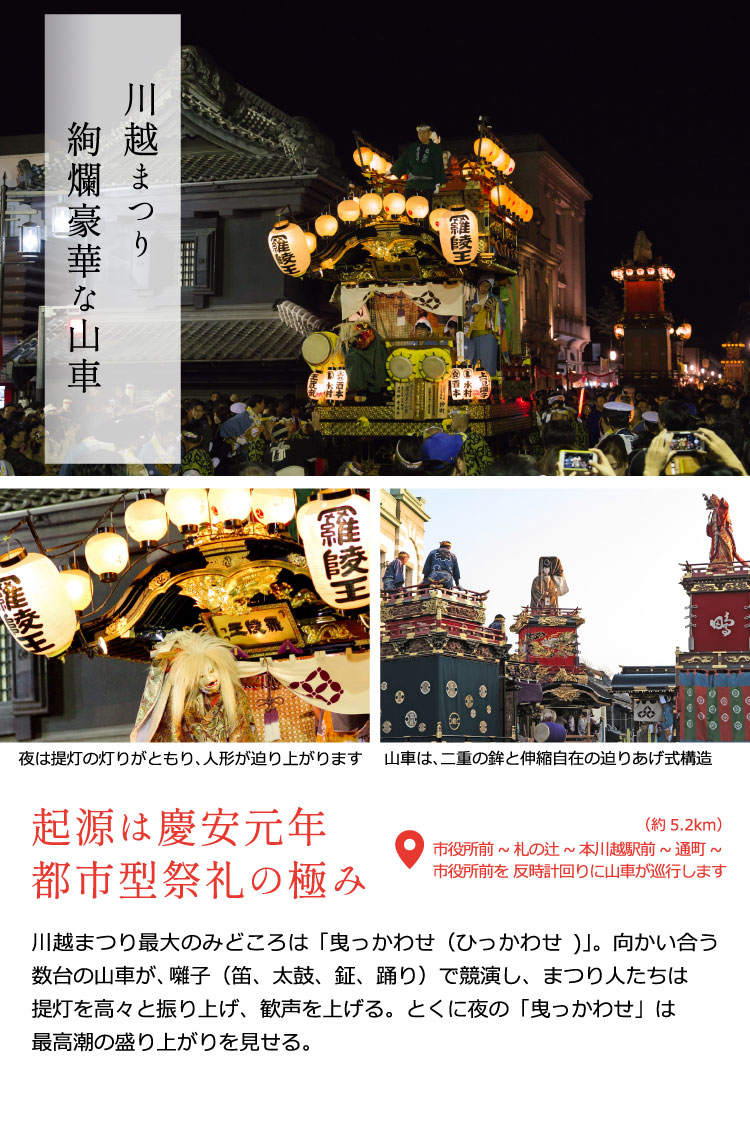 川越まつり
絢爛豪華な山車
羅陵王
羅陵王
羅陵王
羅陵王
夜は提灯の灯りがともり、人形が迫り上がります
山車は、二重の鉾と伸縮自在の迫りあげ式構造
起源は慶安元年
都市型祭礼の極み
（約 5.2km）
市役所前 ~ 札の辻 ~ 本川越駅前 ~ 通町 ~
市役所前を 反時計回りに山車が巡行します
川越まつり最大のみどころは「曳っかわせ（ひっかわせ )」。向かい合う
数台の山車が、囃子（笛、太鼓、鉦、踊り）で競演し、まつり人たちは
提灯を高々と振り上げ、歓声を上げる。とくに夜の「曳っかわせ」は
最高潮の盛り上がりを見せる。